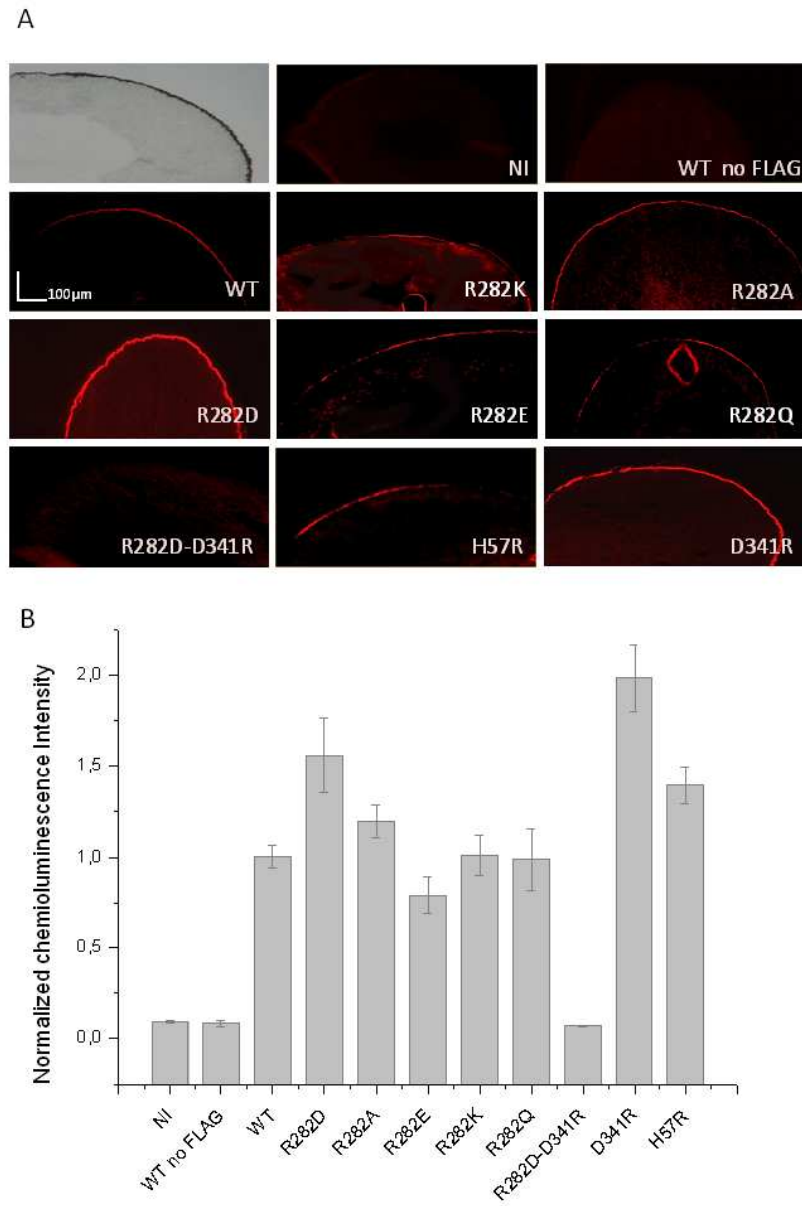 A
NI
WT no FLAG
100µm
WT
R282K
R282A
R282D
R282E
R282Q
R282D-D341R
H57R
D341R
B
Normalized chemioluminescence Intensity
2,0
1,5
1,0
0,5
0,0
NI
WT no FLAG
WT
R282D
R282A
R282E
R282K
R282Q
R282D-D341R
D341R
H57R